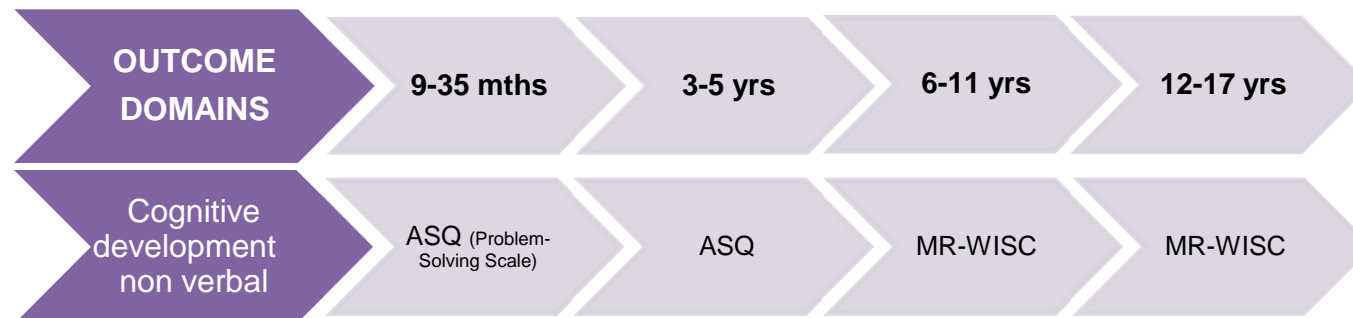 OUTCOME
DOMAINS
9-35 mths
3-5 yrs
6-11 yrs
12-17 yrs
Cognitive
development
non verbal
ASQ (Problem-
Solving Scale)
ASQ
MR-WISC
MR-WISC